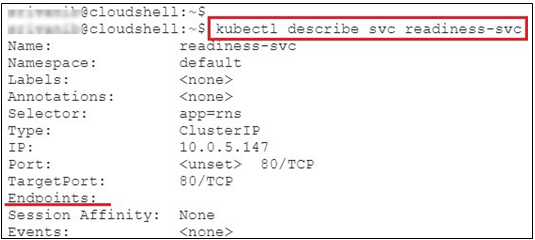 @cloudshell:~$
@cloudshell:~$ kubectl describe svc readiness-svc
Name: readiness-svc
Namespace: default
Labels: <none>
Annotations: <none>
Selector: app=rns
Type: ClusterIP
IP: 10.0.5.147
Port: <unset> 80/TCP
TargetPort: 80/TCP
Endpoints:
Session Affinity: None
Events: <none>